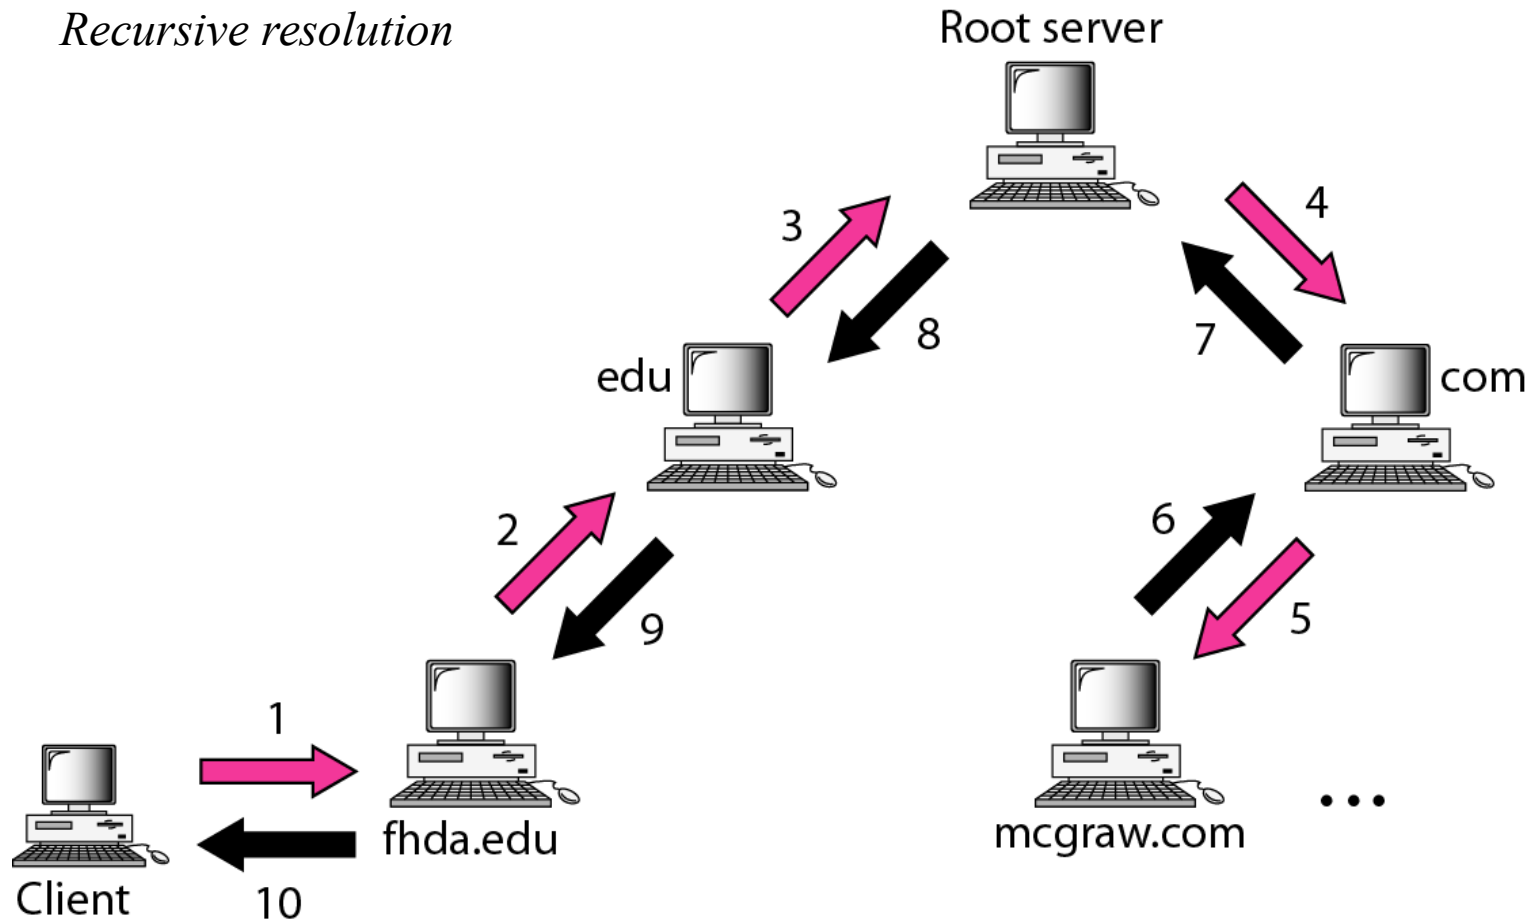 Recursive resolution
Root server
3
4
8
7
edu
com
2
6
9
5
1
fhda.edu
mcgraw.com
...
Client
10